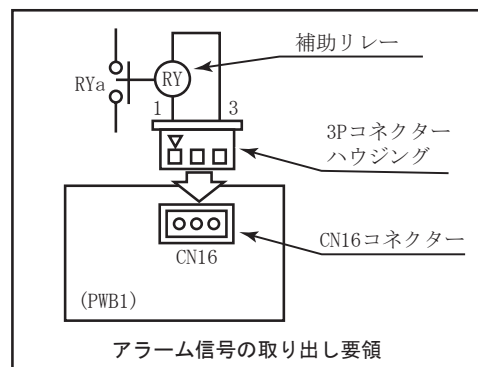 補助リレー
RY
RYa
1 3
3Pコネクター
ハウジング
CN16コネクター
CN16
(PWB1)
アラーム信号の取り出し要領